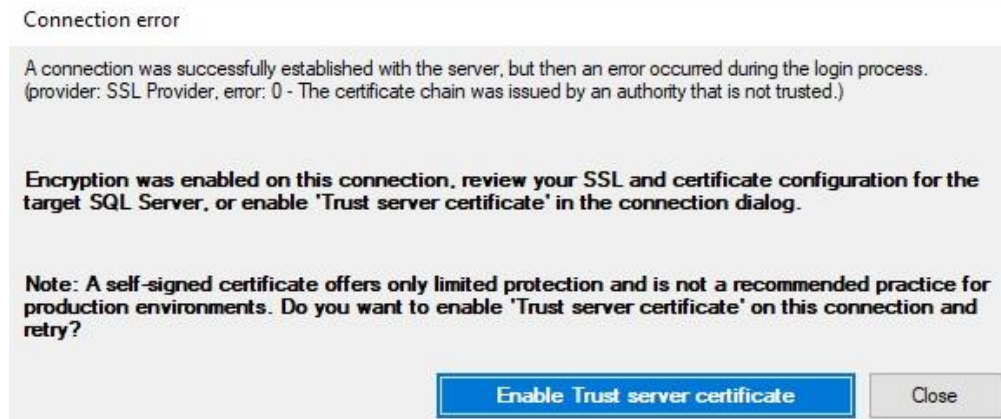 Connection error
A connection was successfully established with the server, but then an error occurred during the login process.
(provider: SSL Provider, error: 0 - The certificate chain was issued by an authority that is not trusted.)
Encryption was enabled on this connection, review your SSL and certificate configuration for the
target SQL Server, or enable 'Trust server certificate' in the connection dialog.
Note: A self-signed certificate offers only limited protection and is not a recommended practice for
production environments. Do you want to enable 'Trust server certificate' on this connection and
retry?
Enable Trust server certificate
Close